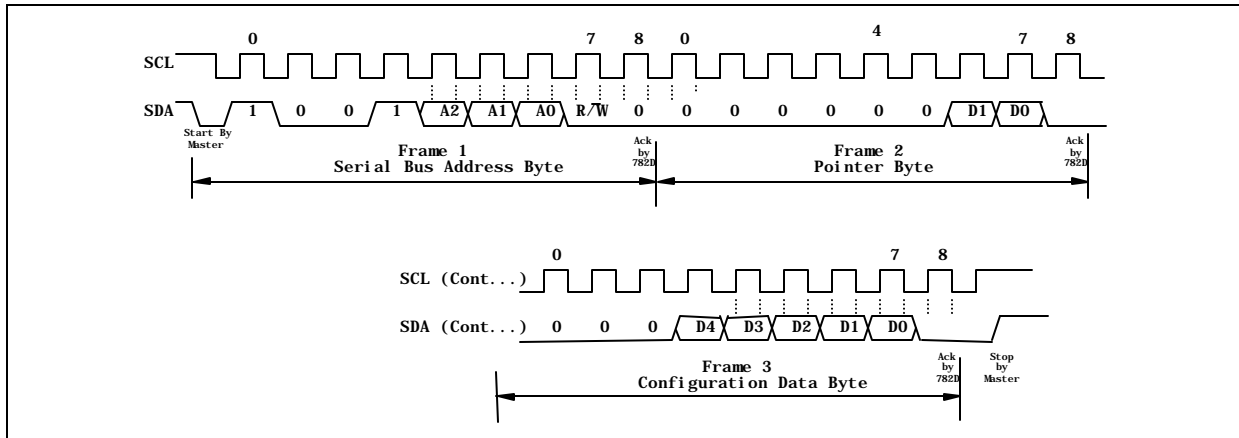 0 7 8 0 4 7 8
SCL
SDA 1 0 0 1 A2 A1 A0 R/W 0 0 0 0 0 0 0 D1 D0
Start By
Master
Ack
by
782D
Ack
by
782D
Frame 1
Serial Bus Address Byte
Frame 2
Pointer Byte
0 7 8
SCL (Cont...)
SDA (Cont...) 0 0 0 D4 D3 D2 D1 D0
Frame 3
Configuration Data Byte
Ack
by
782D
Stop
by
Master